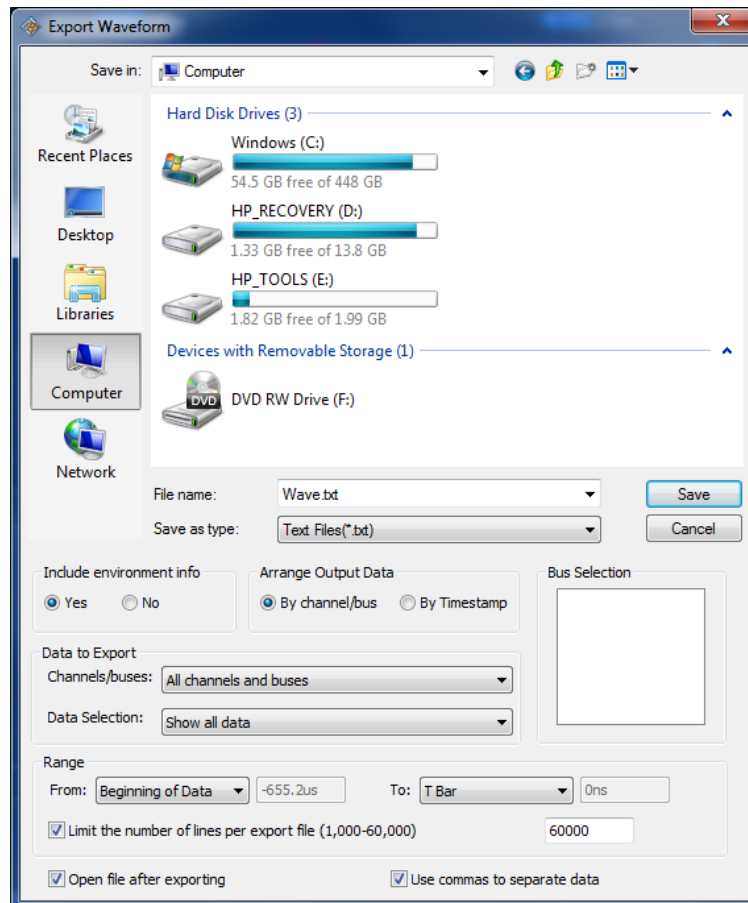 Export Waveform
Save in: Computer
Recent Places
Desktop
Libraries
Computer
Network
Hard Disk Drives (3)
Windows (C:)
54.5 GB free of 448 GB
HP_RECOVERY (D:)
1.33 GB free of 13.8 GB
HP_TOOLS (E:)
1.82 GB free of 1.99 GB
Devices with Removable Storage (1)
DVD
DVD RW Drive (F:)
File name: Wave.txt Save
Save as type: Text Files(*.txt) Cancel
Include environment info
Yes No
Arrange Output Data
By channel/bus By Timestamp
Bus Selection
Data to Export
Channels/buses: All channels and buses
Data Selection: Show all data
Range
From: Beginning of Data -655.2us To: T Bar 0ns
Limit the number of lines per export file (1,000-60,000) 60000
Open file after exporting Use commas to separate data